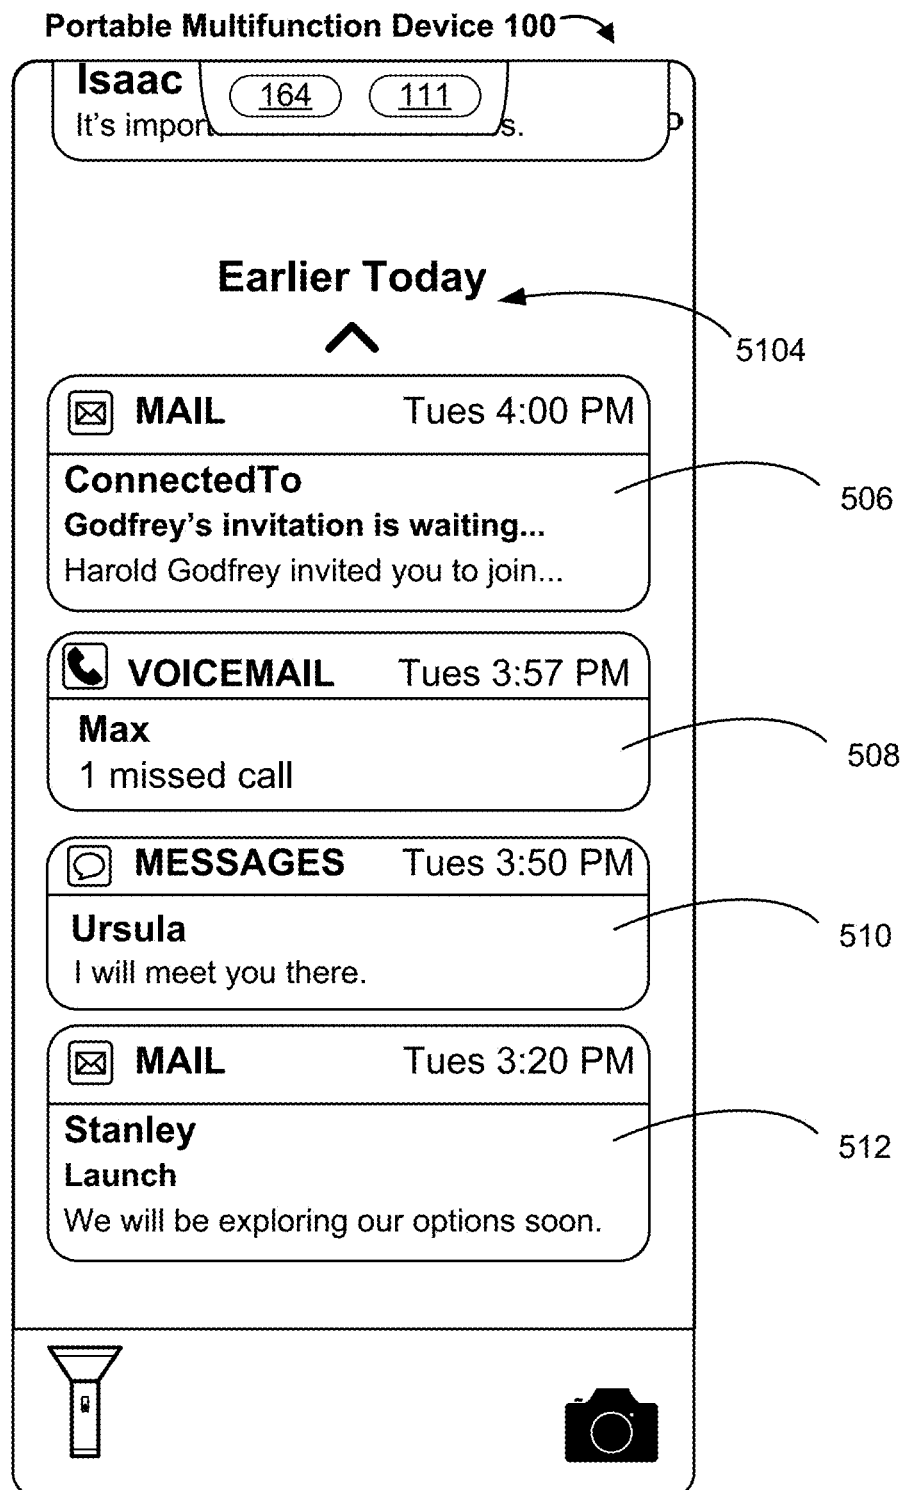 Portable Multifunction Device 100
Isaac
164 111
It's impor s.
Earlier Today
5104
MAIL Tues 4:00 PM
ConnectedTo
506
Godfrey's invitation is waiting...
Harold Godfrey invited you to join...
VOICEMAIL Tues 3:57 PM
Max
508
1 missed call
MESSAGES Tues 3:50 PM
Ursula
510
I will meet you there.
MAIL Tues 3:20 PM
Stanley
512
Launch
We will be exploring our options soon.